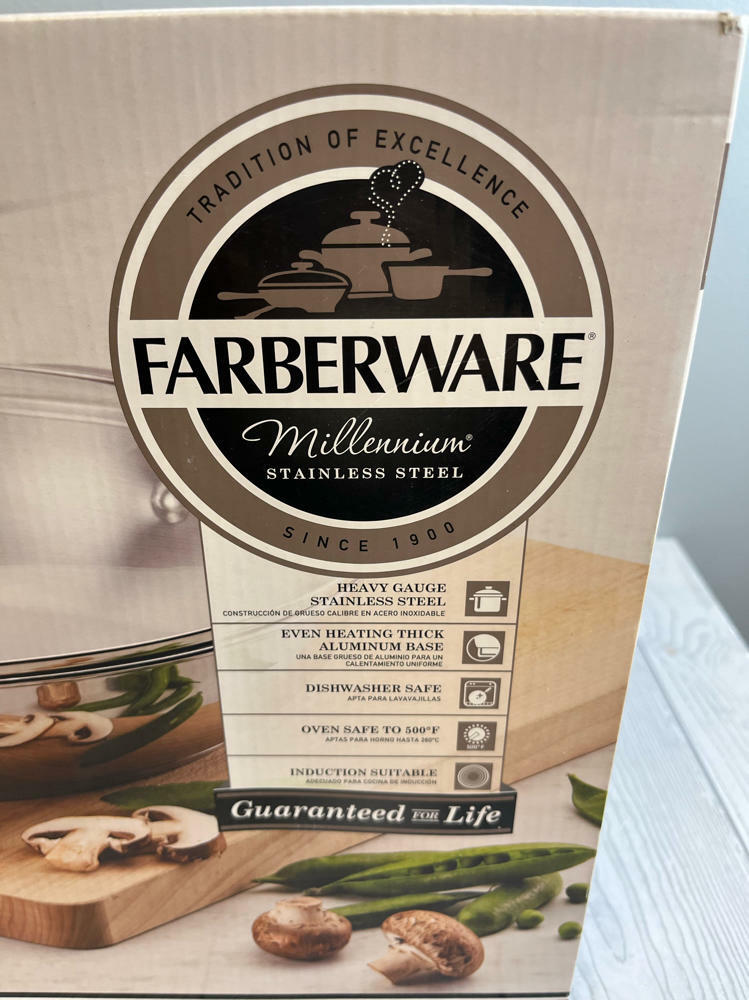 TRADITION OF EXCELLENCE
FARBERWARE®
Millennium®
STAINLESS STEEL
SINCE 1900
HEAVY GAUGE
STAINLESS STEEL
CONSTRUCCIÓN DE GRUESO CALIBRE EN ACERO INOXIDABLE
EVEN HEATING THICK
ALUMINUM BASE
UNA BASE GRUESO DE ALUMINIO PARA UN
CALENTAMIENTO UNIFORME
DISHWASHER SAFE
APTA PARA LAVAVAJILLAS
OVEN SAFE TO 500°F
APTAS PARA HORNO HASTA 260°C
500°F
INDUCTION SUITABLE
ADECUADO PARA COCINA DE INDUCCIÓN
Guaranteed FOR Life